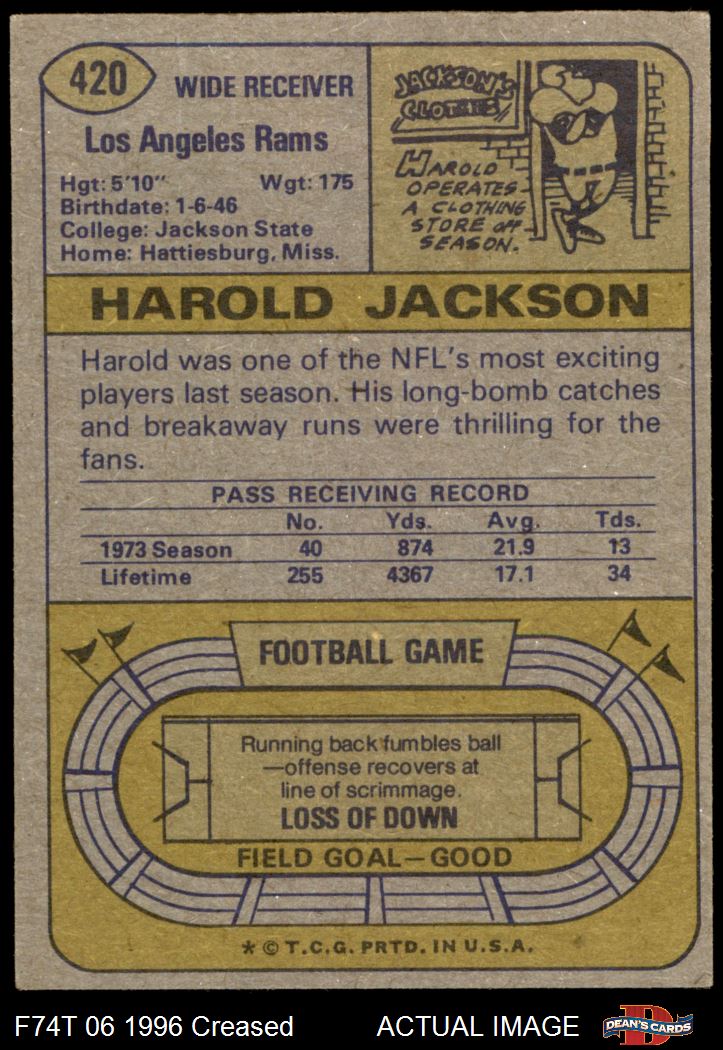 420
WIDE RECEIVER
Los Angeles Rams
Hgt: 5'10" Wgt: 175
Birthdate: 1-6-46
College: Jackson State
Home: Hattiesburg, Miss.
JACKSON'S
CLOTHES
HAROLD
OPERATES
A CLOTHING
STORE OFF
SEASON.
HAROLD JACKSON
Harold was one of the NFL's most exciting
players last season. His long-bomb catches
and breakaway runs were thrilling for the
fans.
PASS RECEIVING RECORD
No. Yds. Avg. Tds.
1973 Season 40 874 21.9 13
Lifetime 255 4367 17.1 34
FOOTBALL GAME
Running back fumbles ball
—offense recovers at
line of scrimmage.
LOSS OF DOWN
FIELD GOAL—GOOD
* © T.C.G. PRTD. IN U.S.A.
F74T 06 1996 Creased ACTUAL IMAGE
D
DEAN'S CARDS